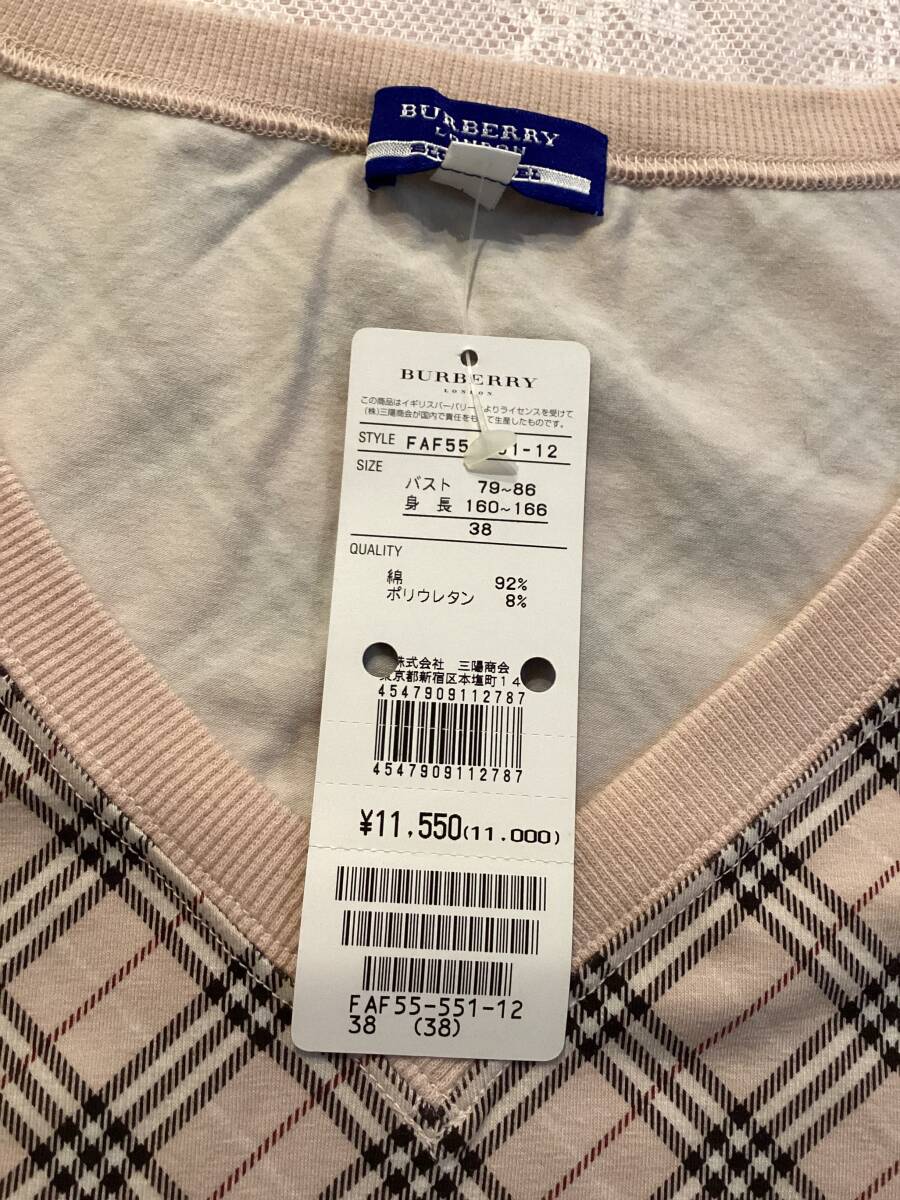 BURBERRY
LONDON
BURBERRY
LONDON
この商品はイギリスバーバリー よりライセンスを受けて
(株)三陽商会が国内で責任をもって生産したものです。
STYLE FAF55 51-12
SIZE
バスト 79~86
身長 160~166
38
QUALITY
綿 92%
ポリウレタン 8%
株式会社 三陽商会
東京都新宿区本塩町14
4547909112787
4547909112787
¥11,550(11.000)
FAF55-551-12
38 (38)